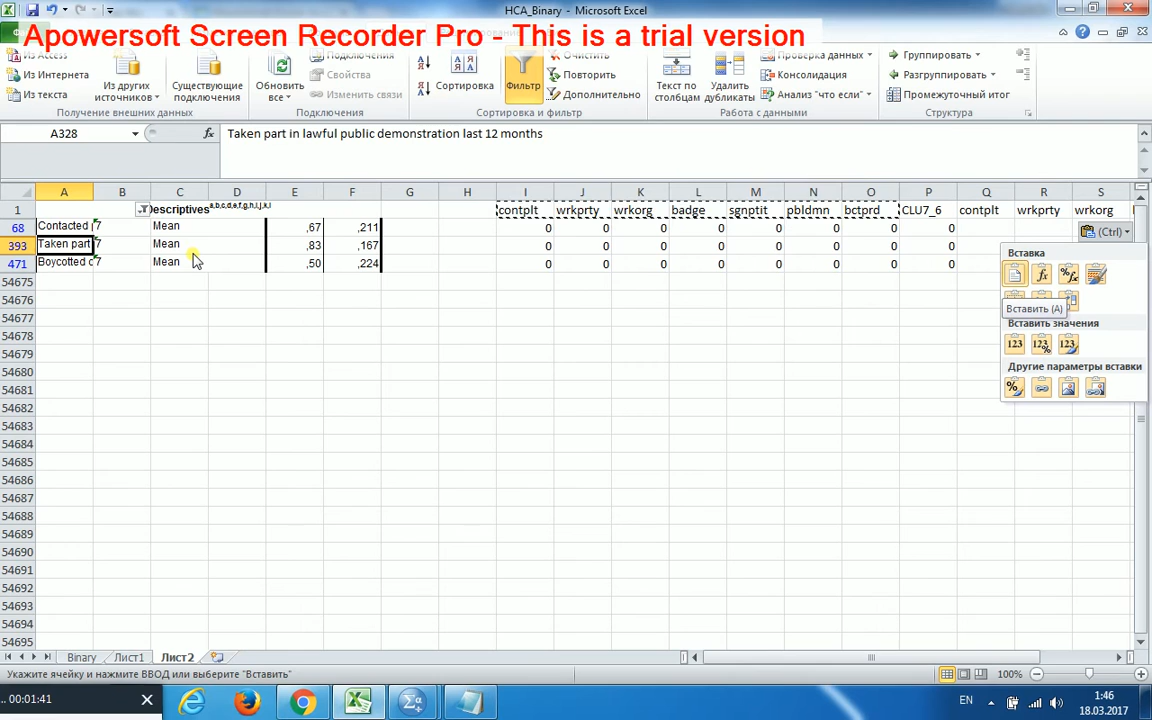 HCA_Binary - Microsoft Excel
Apowersoft Screen Recorder Pro - This is a trial version
Из Интернета
Из текста
Из других источников
Существующие подключения
Обновить все
Подключения
Свойства
Изменить связи
Сортировка
Фильтр
Очистить
Повторить
Дополнительно
Текст по столбцам
Удалить дубликаты
Проверка данных
Консолидация
Анализ "что если"
Группировать
Разгруппировать
Промежуточный итог
Получение внешних данных Подключения Сортировка и фильтр Работа с данными Структура
A328 fx Taken part in lawful public demonstration last 12 months
A B C D E F G H I J K L M N O P Q R S
1 Descriptives a,b,c,d,e,f,g,h,i,j,k,l contplt wrkprty wrkorg badge sgnptit pbldmn bctprd CLU7_6 contplt wrkprty wrkorg
68 Contacted 7 Mean ,67 ,211 0 0 0 0 0 0 0 0
393 Taken part 7 Mean ,83 ,167 0 0 0 0 0 0 0 0
471 Boycotted c 7 Mean ,50 ,224 0 0 0 0 0 0 0 0
(Ctrl)
Вставка
Вставить (A)
Вставить значения
Другие параметры вставки
54675
54676
54677
54678
54679
54680
54681
54682
54683
54684
54685
54686
54687
54688
54689
54690
54691
54692
54693
54694
54695
Binary Лист1 Лист2
Укажите ячейку и нажмите ВВОД или выберите "Вставить" 100%
.. 00:01:41 EN 1:46
18.03.2017